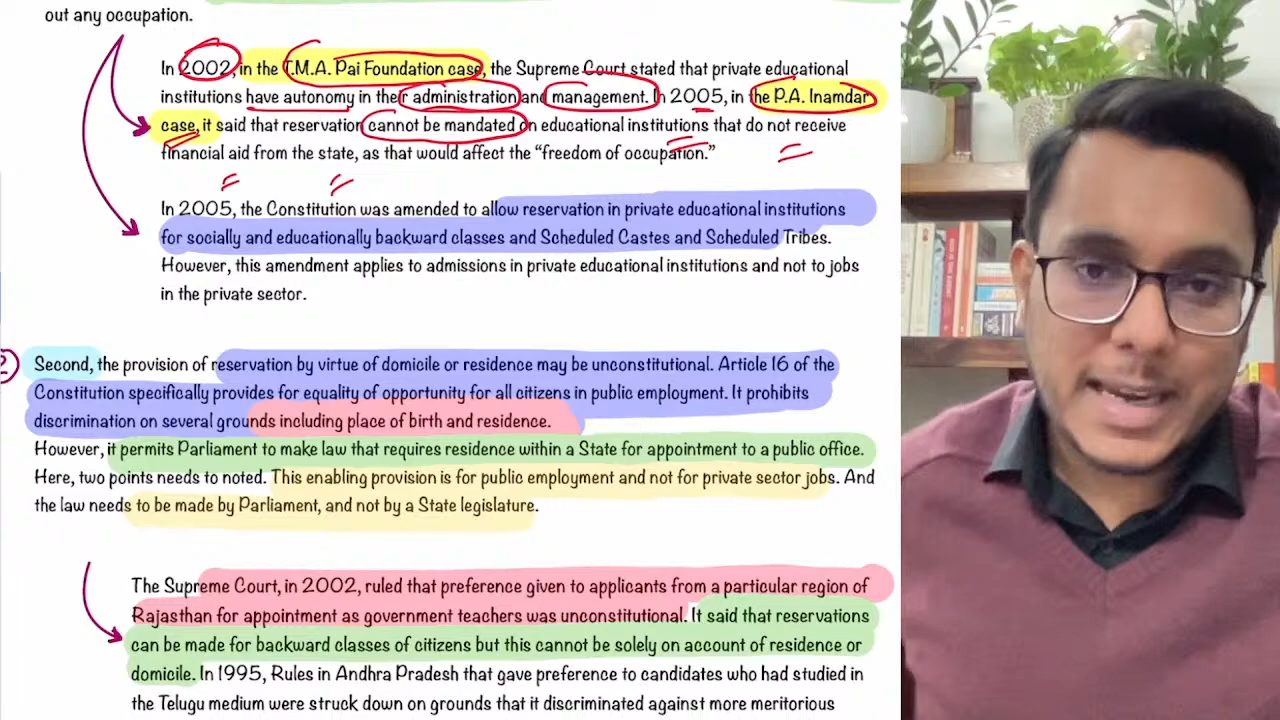 out any occupation.
In 2002, in the T.M.A. Pai Foundation case, the Supreme Court stated that private educational
institutions have autonomy in their administration and management. In 2005, in the P.A. Inamdar
case, it said that reservation cannot be mandated on educational institutions that do not receive
financial aid from the state, as that would affect the “freedom of occupation.”
In 2005, the Constitution was amended to allow reservation in private educational institutions
for socially and educationally backward classes and Scheduled Castes and Scheduled Tribes.
However, this amendment applies to admissions in private educational institutions and not to jobs
in the private sector.
2
Second, the provision of reservation by virtue of domicile or residence may be unconstitutional. Article 16 of the
Constitution specifically provides for equality of opportunity for all citizens in public employment. It prohibits
discrimination on several grounds including place of birth and residence.
However, it permits Parliament to make law that requires residence within a State for appointment to a public office.
Here, two points needs to noted. This enabling provision is for public employment and not for private sector jobs. And
the law needs to be made by Parliament, and not by a State legislature.
The Supreme Court, in 2002, ruled that preference given to applicants from a particular region of
Rajasthan for appointment as government teachers was unconstitutional. It said that reservations
can be made for backward classes of citizens but this cannot be solely on account of residence or
domicile. In 1995, Rules in Andhra Pradesh that gave preference to candidates who had studied in
the Telugu medium were struck down on grounds that it discriminated against more meritorious